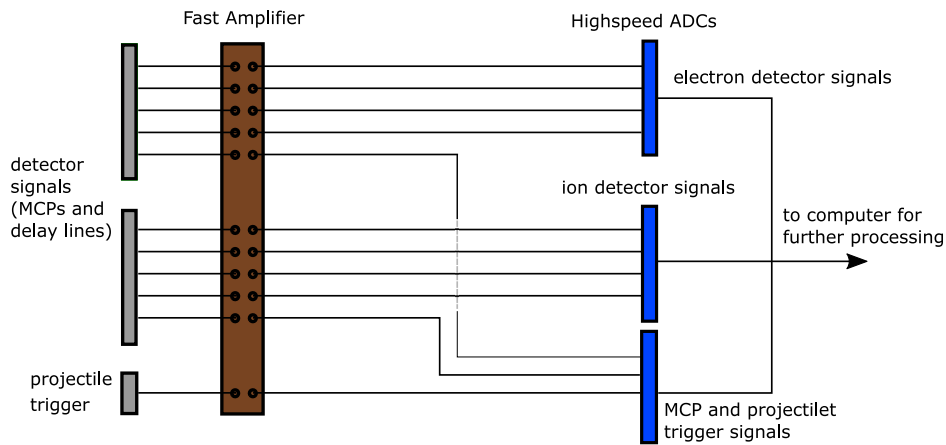 Fast Amplifier
Highspeed ADCs
electron detector signals
detector
signals
(MCPs and
delay lines)
ion detector signals
to computer for
further processing
projectile
trigger
MCP and projectilet
trigger signals